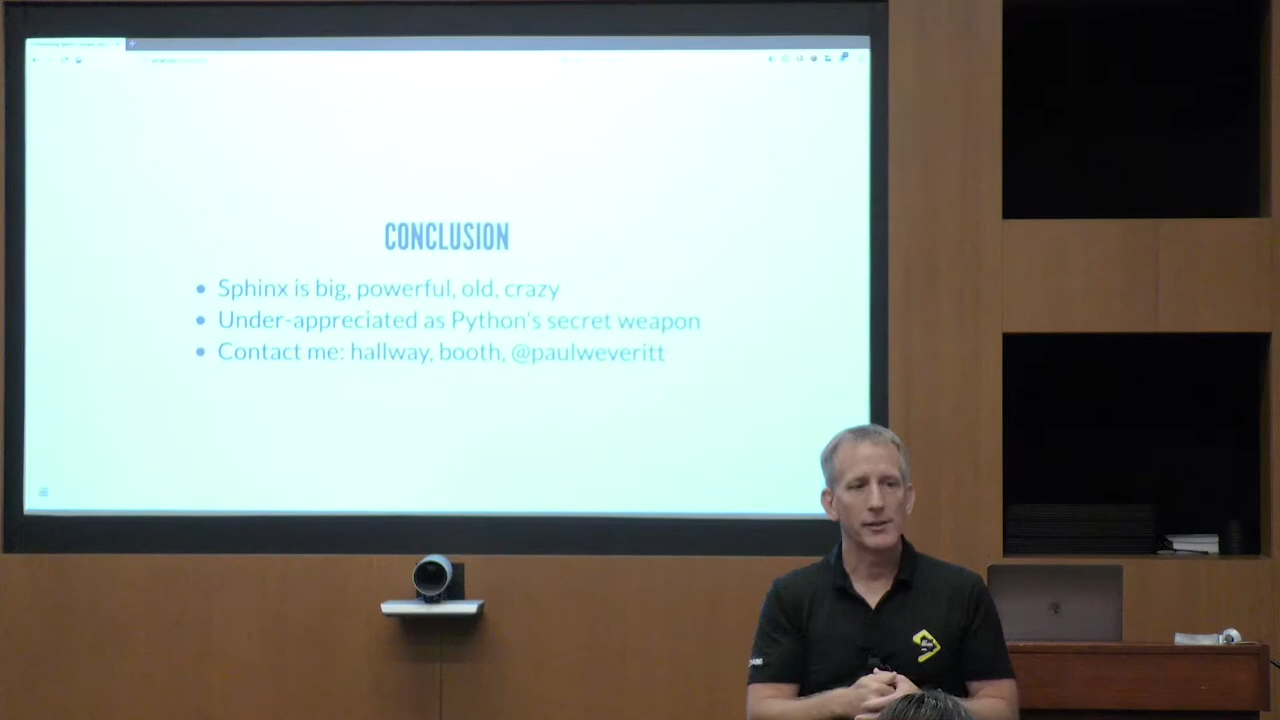 CONCLUSION
Sphinx is big, powerful, old, crazy
Under-appreciated as Python's secret weapon
Contact me: hallway, booth, @paulweveritt